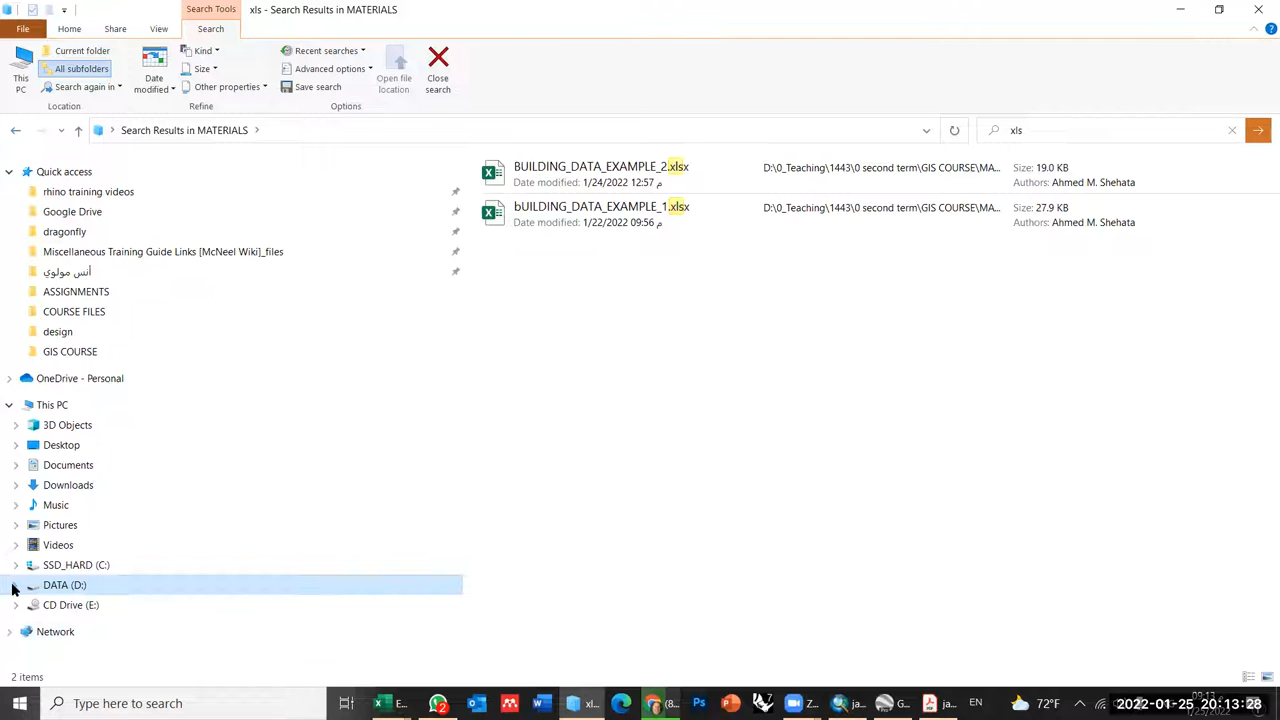 Search Tools
xls - Search Results in MATERIALS
File
Home
Share
View
Search
Current folder
All subfolders
Search again in
This PC
Location
Date modified
Kind
Size
Other properties
Refine
Recent searches
Advanced options
Save search
Options
Open file location
Close search
Search Results in MATERIALS
xls
Quick access
rhino training videos
Google Drive
dragonfly
Miscellaneous Training Guide Links [McNeel Wiki]_files
أنس مولوي
ASSIGNMENTS
COURSE FILES
design
GIS COURSE
OneDrive - Personal
This PC
3D Objects
Desktop
Documents
Downloads
Music
Pictures
Videos
SSD_HARD (C:)
DATA (D:)
CD Drive (E:)
Network
BUILDING_DATA_EXAMPLE_2.xlsx
D:\0_Teaching\1443\0 second term\GIS COURSE\MA...
Size: 19.0 KB
Date modified: 1/24/2022 12:57 م
Authors: Ahmed M. Shehata
bUILDING_DATA_EXAMPLE_1.xlsx
D:\0_Teaching\1443\0 second term\GIS COURSE\MA...
Size: 27.9 KB
Date modified: 1/22/2022 09:56 م
Authors: Ahmed M. Shehata
2 items
Type here to search
E...
2
xl...
(8...
Ps
Z...
ja...
G...
ja...
EN
72°F
2022-01-25 20:13:28